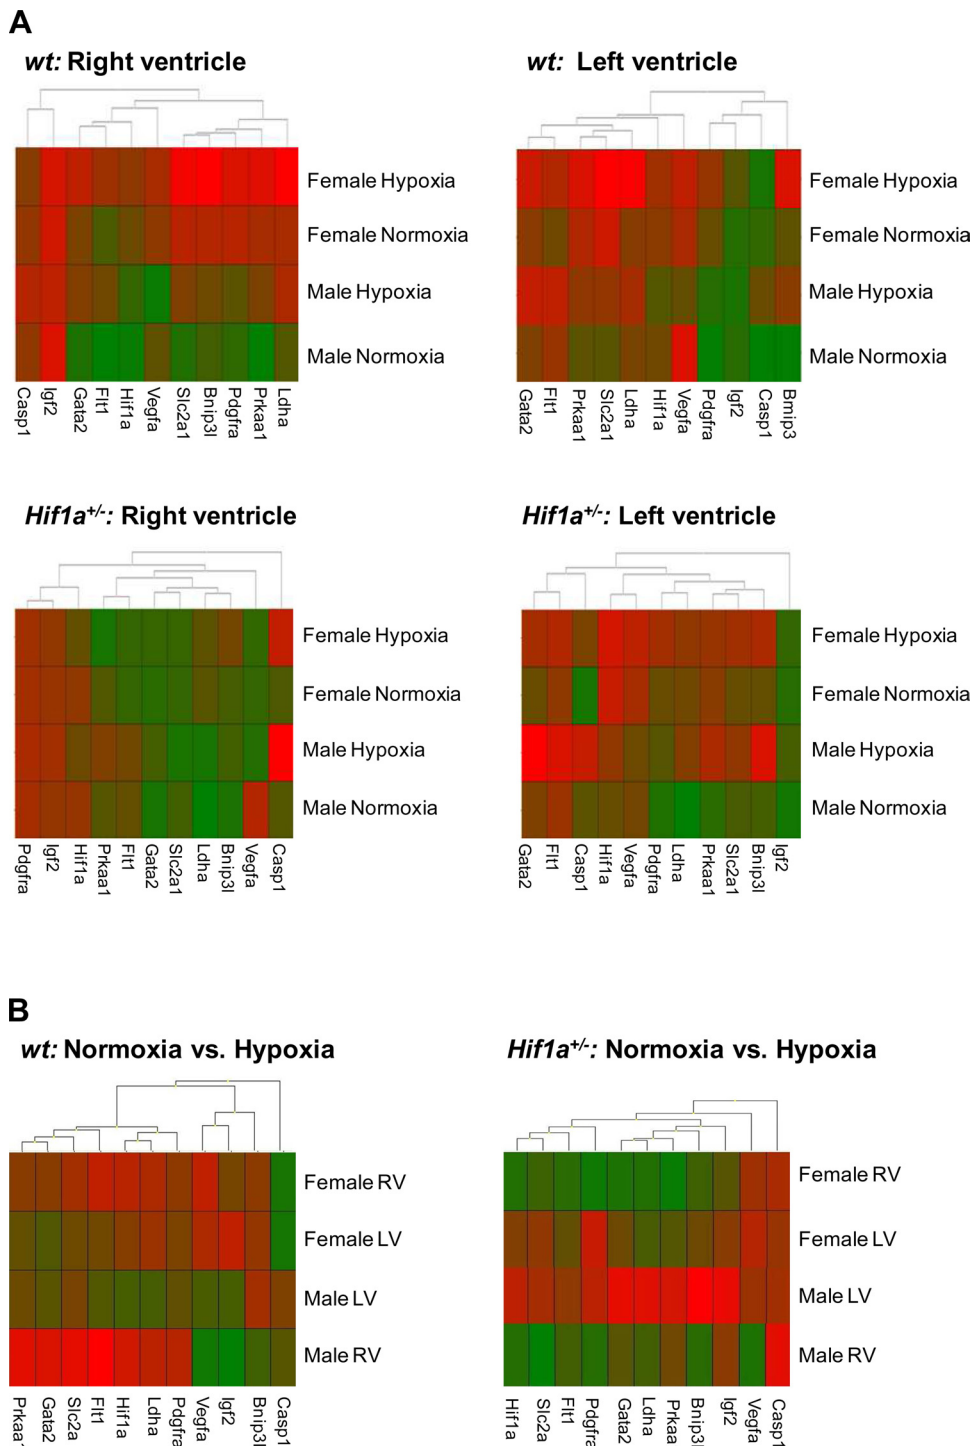 A
wt: Right ventricle
wt: Left ventricle
Female Hypoxia
Female Normoxia
Male Hypoxia
Male Normoxia
Casp1 Igf2 Gata2 Flt1 Hif1a Vegfa Slc2a1 Bnip3l Pdgfra Prkaa1 Ldha
Female Hypoxia
Female Normoxia
Male Hypoxia
Male Normoxia
Gata2 Flt1 Prkaa1 Slc2a1 Ldha Hif1a Vegfa Pdgfra Igf2 Casp1 Bmip3
Hif1a+/-: Right ventricle
Hif1a+/-: Left ventricle
Female Hypoxia
Female Normoxia
Male Hypoxia
Male Normoxia
Pdgfra Igf2 Hif1a Prkaa1 Flt1 Gata2 Slc2a1 Ldha Bnip3l Vegfa Casp1
Female Hypoxia
Female Normoxia
Male Hypoxia
Male Normoxia
Gata2 Flt1 Casp1 Hif1a Vegfa Pdgfra Ldha Prkaa1 Slc2a1 Bnip3l Igf2
B
wt: Normoxia vs. Hypoxia
Hif1a+/-: Normoxia vs. Hypoxia
Female RV
Female LV
Male LV
Male RV
Prkaa1 Gata2 Slc2a Flt1 Hif1a Ldha Pdgfra Vegfa Igf2 Bnip3l Casp1
Female RV
Female LV
Male LV
Male RV
Hif1a Slc2a Flt1 Pdgfra Gata2 Ldha Prkaa Bnip3l Igf2 Vegfa Casp1